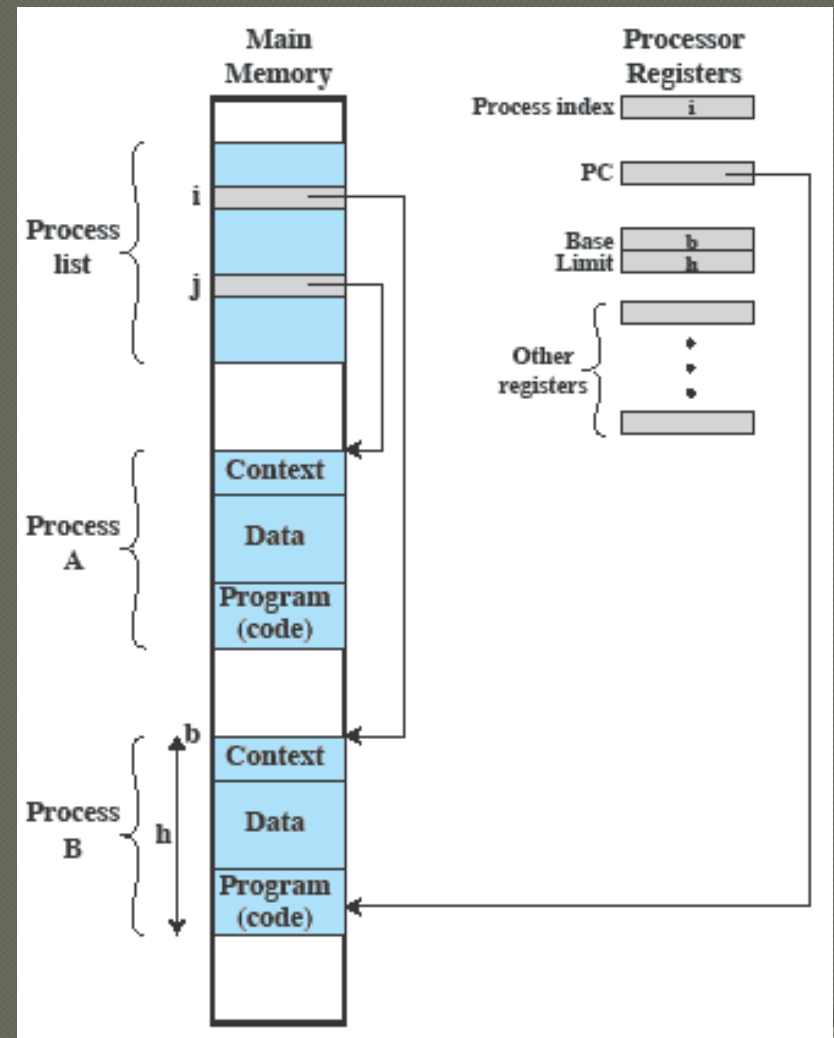 Main
Memory
Process
list
i
j
Process
A
Context
Data
Program
(code)
b
Process
B
h
Context
Data
Program
(code)
Processor
Registers
Process index
i
PC
Base
b
Limit
h
Other
registers